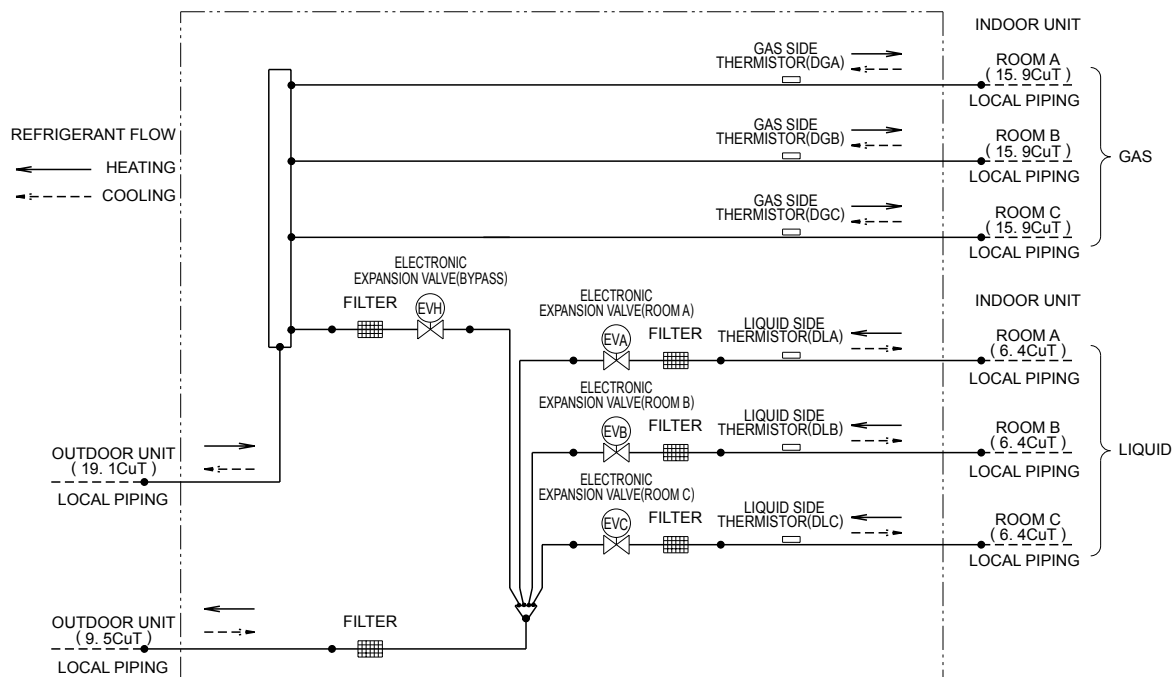 INDOOR UNIT
GAS SIDE
THERMISTOR(DGA)
ROOM A
( 15. 9CuT )
LOCAL PIPING
REFRIGERANT FLOW
HEATING
COOLING
GAS SIDE
THERMISTOR(DGB)
ROOM B
( 15. 9CuT )
LOCAL PIPING
GAS
GAS SIDE
THERMISTOR(DGC)
ROOM C
( 15. 9CuT )
LOCAL PIPING
ELECTRONIC
EXPANSION VALVE(BYPASS)
FILTER
EVH
INDOOR UNIT
ELECTRONIC
EXPANSION VALVE(ROOM A)
EVA
FILTER
LIQUID SIDE
THERMISTOR(DLA)
ROOM A
( 6. 4CuT )
LOCAL PIPING
ELECTRONIC
EXPANSION VALVE(ROOM B)
EVB
FILTER
LIQUID SIDE
THERMISTOR(DLB)
ROOM B
( 6. 4CuT )
LOCAL PIPING
LIQUID
OUTDOOR UNIT
( 19. 1CuT )
LOCAL PIPING
ELECTRONIC
EXPANSION VALVE(ROOM C)
EVC
FILTER
LIQUID SIDE
THERMISTOR(DLC)
ROOM C
( 6. 4CuT )
LOCAL PIPING
OUTDOOR UNIT
( 9. 5CuT )
LOCAL PIPING
FILTER